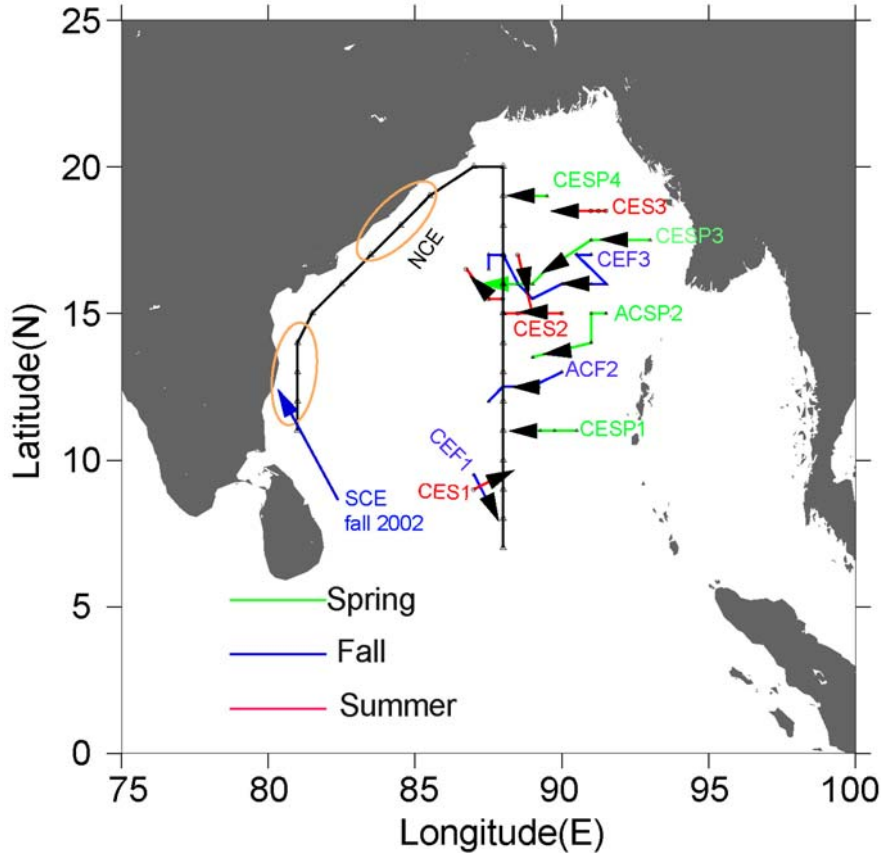 25
20
15
10
5
0
Latitude(N)
75
80
85
90
95
100
Longitude(E)
NCE
CESP4
CES3
CESP3
CEF3
CES2
ACSP2
ACF2
CESP1
CEF1
CES1
SCE
fall 2002
Spring
Fall
Summer